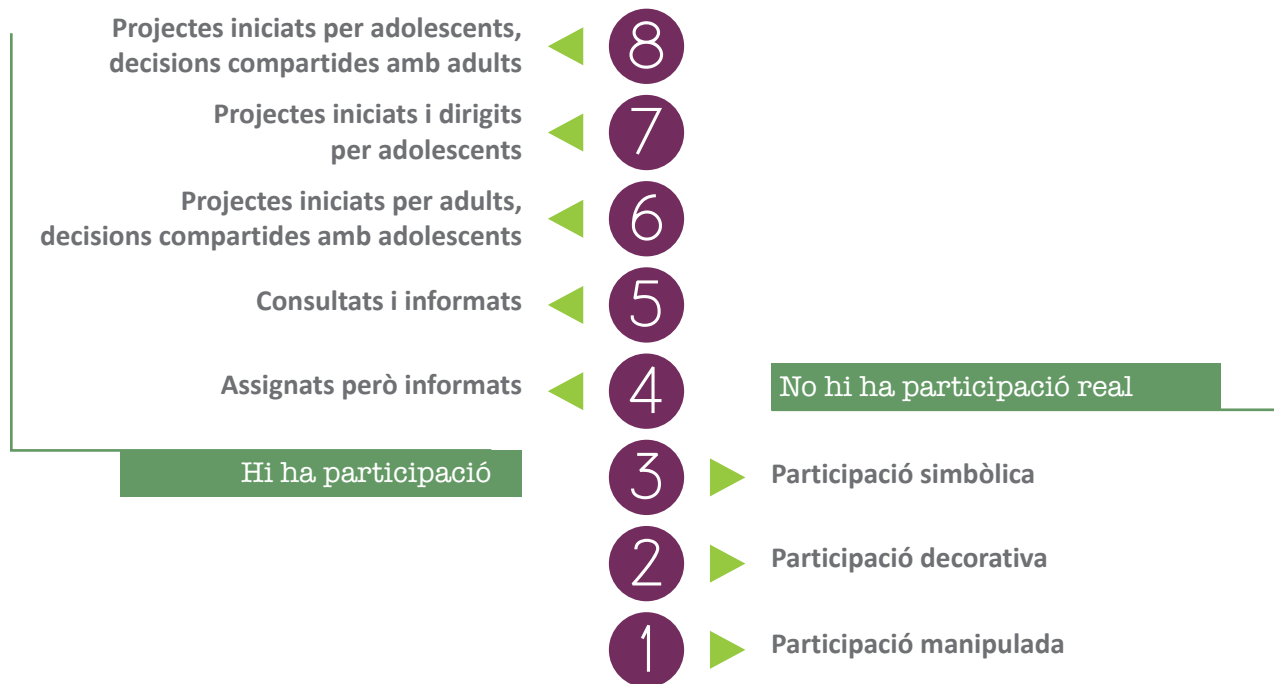 Projectes iniciats per adolescents,
decisions compartides amb adults
8
Projectes iniciats i dirigits
per adolescents
7
Projectes iniciats per adults,
decisions compartides amb adolescents
6
Consultats i informats
5
Assignats però informats
4
No hi ha participació real
Hi ha participació
3
Participació simbòlica
2
Participació decorativa
1
Participació manipulada